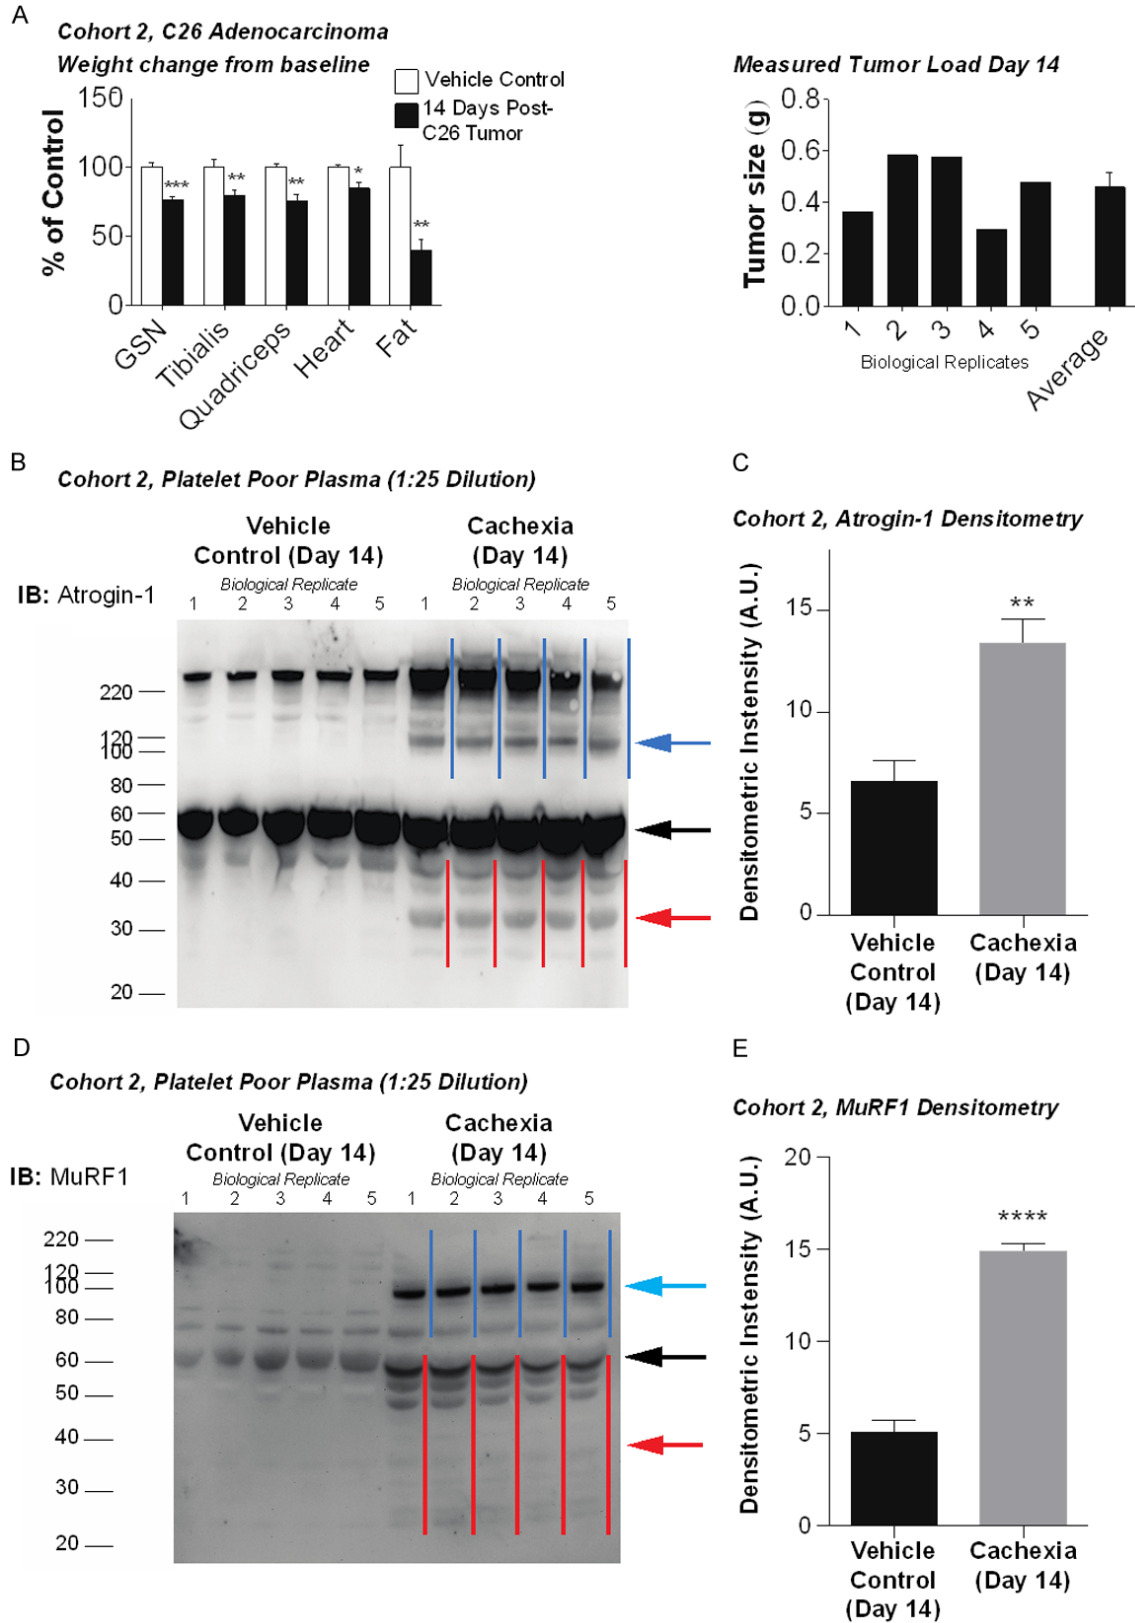 A
Cohort 2, C26 Adenocarcinoma
Weight change from baseline
Vehicle Control
14 Days Post-
C26 Tumor
% of Control
150
100
50
0
***
**
**
*
**
GSN
Tibialis
Quadriceps
Heart
Fat
Measured Tumor Load Day 14
Tumor size (g)
0.8
0.6
0.4
0.2
0.0
1
2
3
4
5
Average
Biological Replicates
B
Cohort 2, Platelet Poor Plasma (1:25 Dilution)
Vehicle
Control (Day 14)
Cachexia
(Day 14)
Biological Replicate
Biological Replicate
IB: Atrogin-1
1 2 3 4 5 1 2 3 4 5
220
120
100
80
60
50
40
30
20
C
Cohort 2, Atrogin-1 Densitometry
Densitometric Instensity (A.U.)
15
10
5
0
**
Vehicle
Control
(Day 14)
Cachexia
(Day 14)
D
Cohort 2, Platelet Poor Plasma (1:25 Dilution)
Vehicle
Control (Day 14)
Cachexia
(Day 14)
Biological Replicate
Biological Replicate
IB: MuRF1
1 2 3 4 5 1 2 3 4 5
220
120
100
80
60
50
40
30
20
E
Cohort 2, MuRF1 Densitometry
Densitometric Instensity (A.U.)
20
15
10
5
0
****
Vehicle
Control
(Day 14)
Cachexia
(Day 14)